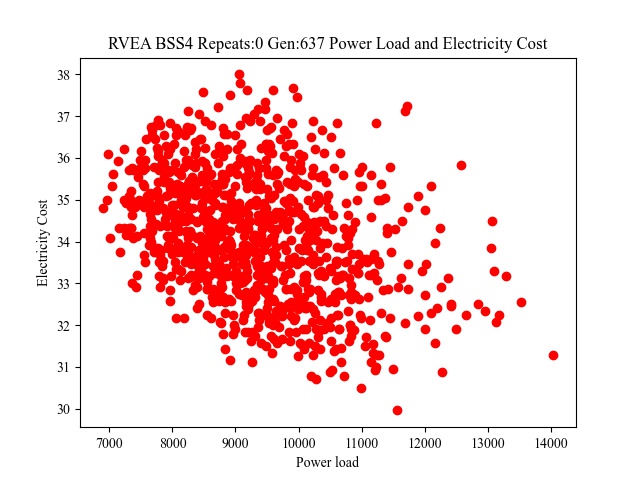 RVEA BSS4 Repeats:0 Gen:637 Power Load and Electricity Cost
38
37
36
35
34
33
32
31
30
Electricity Cost
7000 8000 9000 10000 11000 12000 13000 14000
Power load